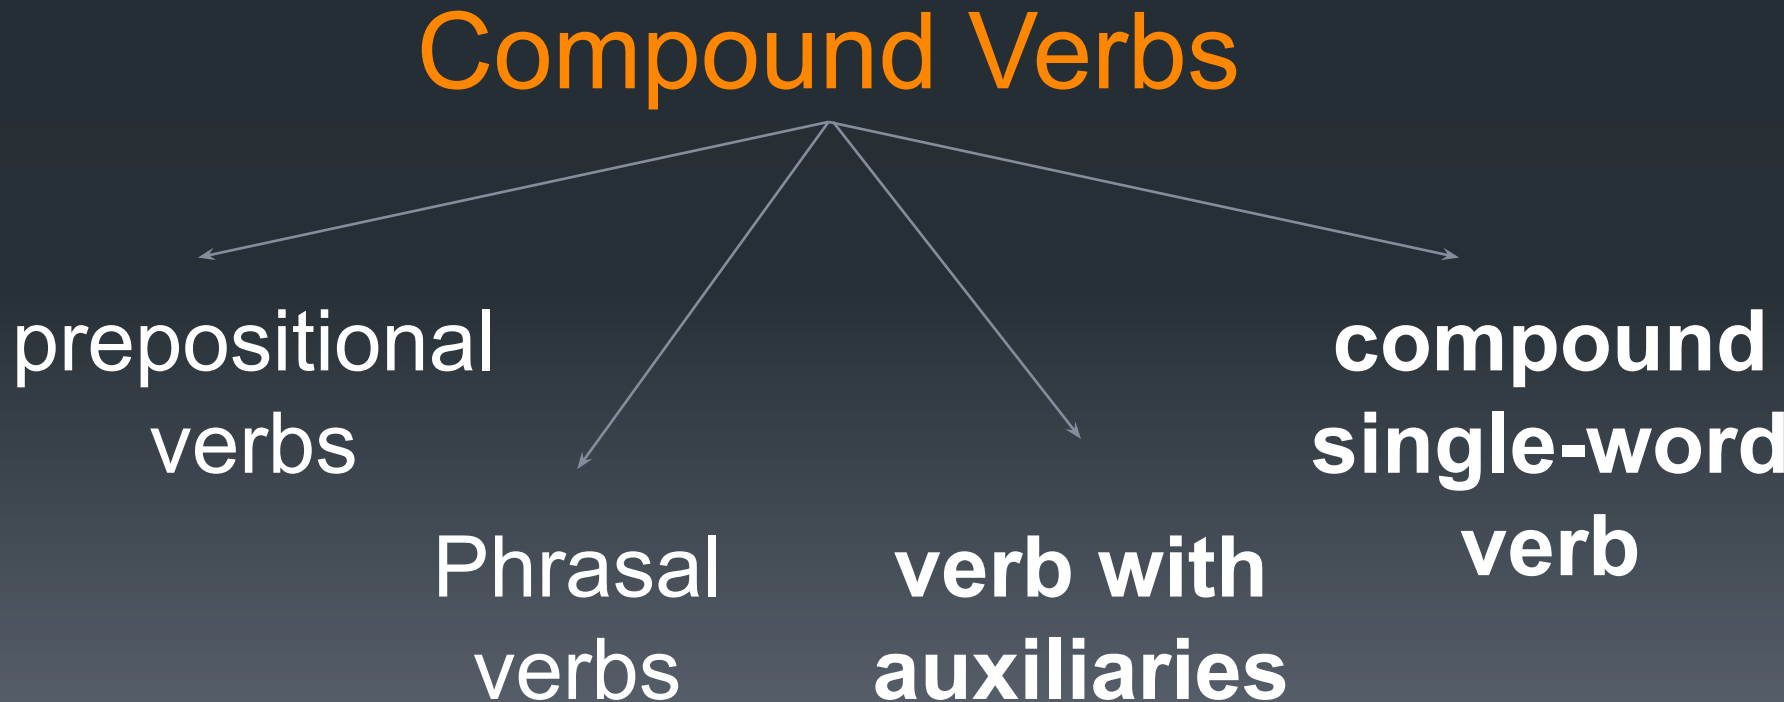 Compound Verbs
prepositional
verbs
Phrasal
verbs
verb with
auxiliaries
compound
single-word
verb